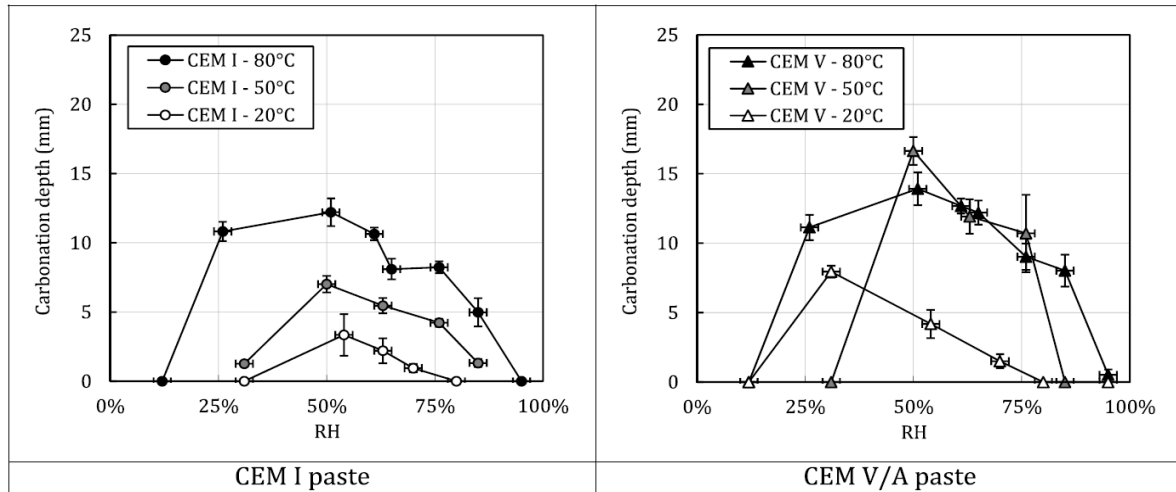 25
20
15
10
5
0
Carbonation depth (mm)
CEM I - 80°C
CEM I - 50°C
CEM I - 20°C
0% 25% 50% 75% 100%
RH
CEM I paste
25
20
15
10
5
0
Carbonation depth (mm)
CEM V - 80°C
CEM V - 50°C
CEM V - 20°C
0% 25% 50% 75% 100%
RH
CEM V/A paste